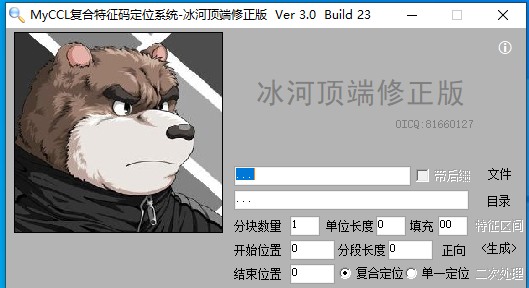 MyCCL复合特征码定位系统-冰河顶端修正版 Ver 3.0 Build 23
冰河顶端修正版
OICQ:81660127
... 带后缀 文件
... 目录
分块数量 1 单位长度 0 填充 00 特征区间
开始位置 0 分段长度 0 正向 <生成>
结束位置 0 复合定位 单一定位 二次处理